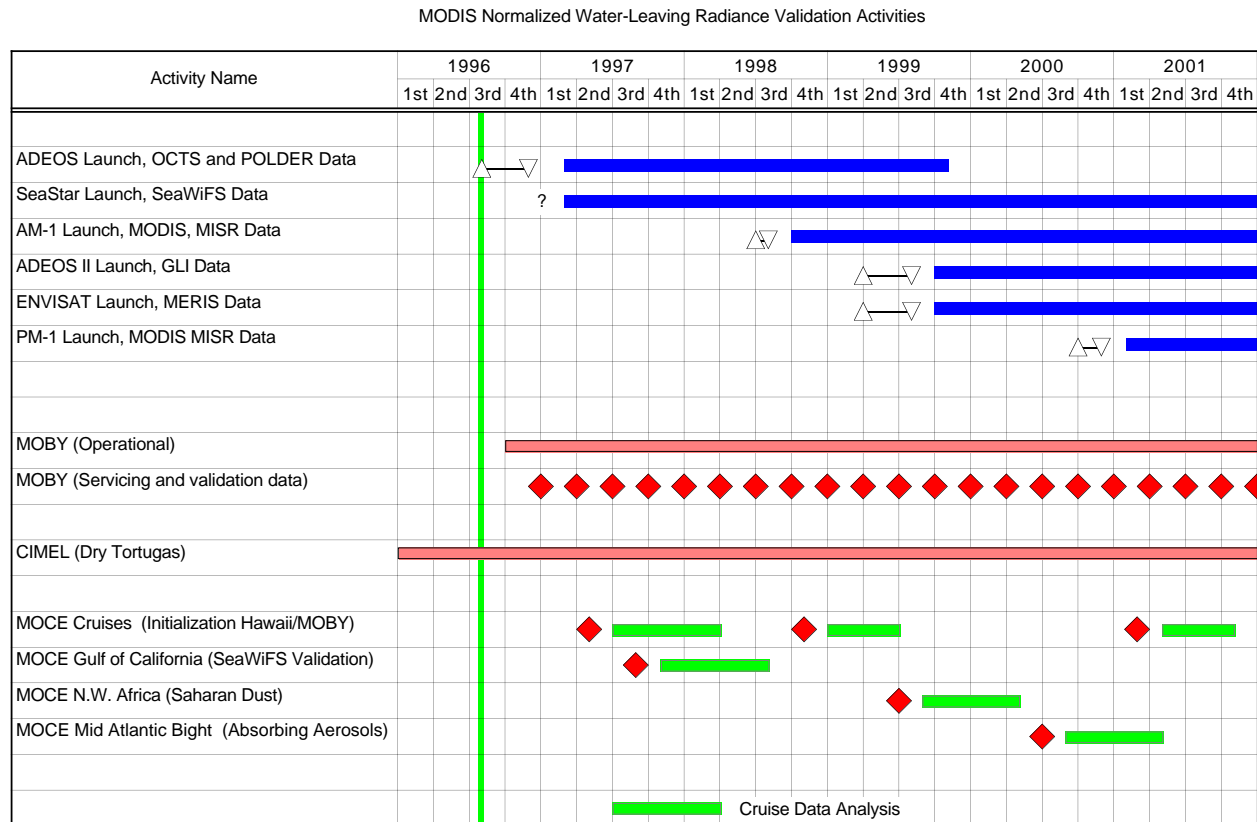 MODIS Normalized Water-Leaving Radiance Validation Activities
Activity Name 1996 1997 1998 1999 2000 2001
1st 2nd 3rd 4th 1st 2nd 3rd 4th 1st 2nd 3rd 4th 1st 2nd 3rd 4th 1st 2nd 3rd 4th 1st 2nd 3rd 4th
ADEOS Launch, OCTS and POLDER Data
SeaStar Launch, SeaWiFS Data ?
AM-1 Launch, MODIS, MISR Data
ADEOS II Launch, GLI Data
ENVISAT Launch, MERIS Data
PM-1 Launch, MODIS MISR Data
MOBY (Operational)
MOBY (Servicing and validation data)
CIMEL (Dry Tortugas)
MOCE Cruises  (Initialization Hawaii/MOBY)
MOCE Gulf of California (SeaWiFS Validation)
MOCE N.W. Africa (Saharan Dust)
MOCE Mid Atlantic Bight  (Absorbing Aerosols)
Cruise Data Analysis